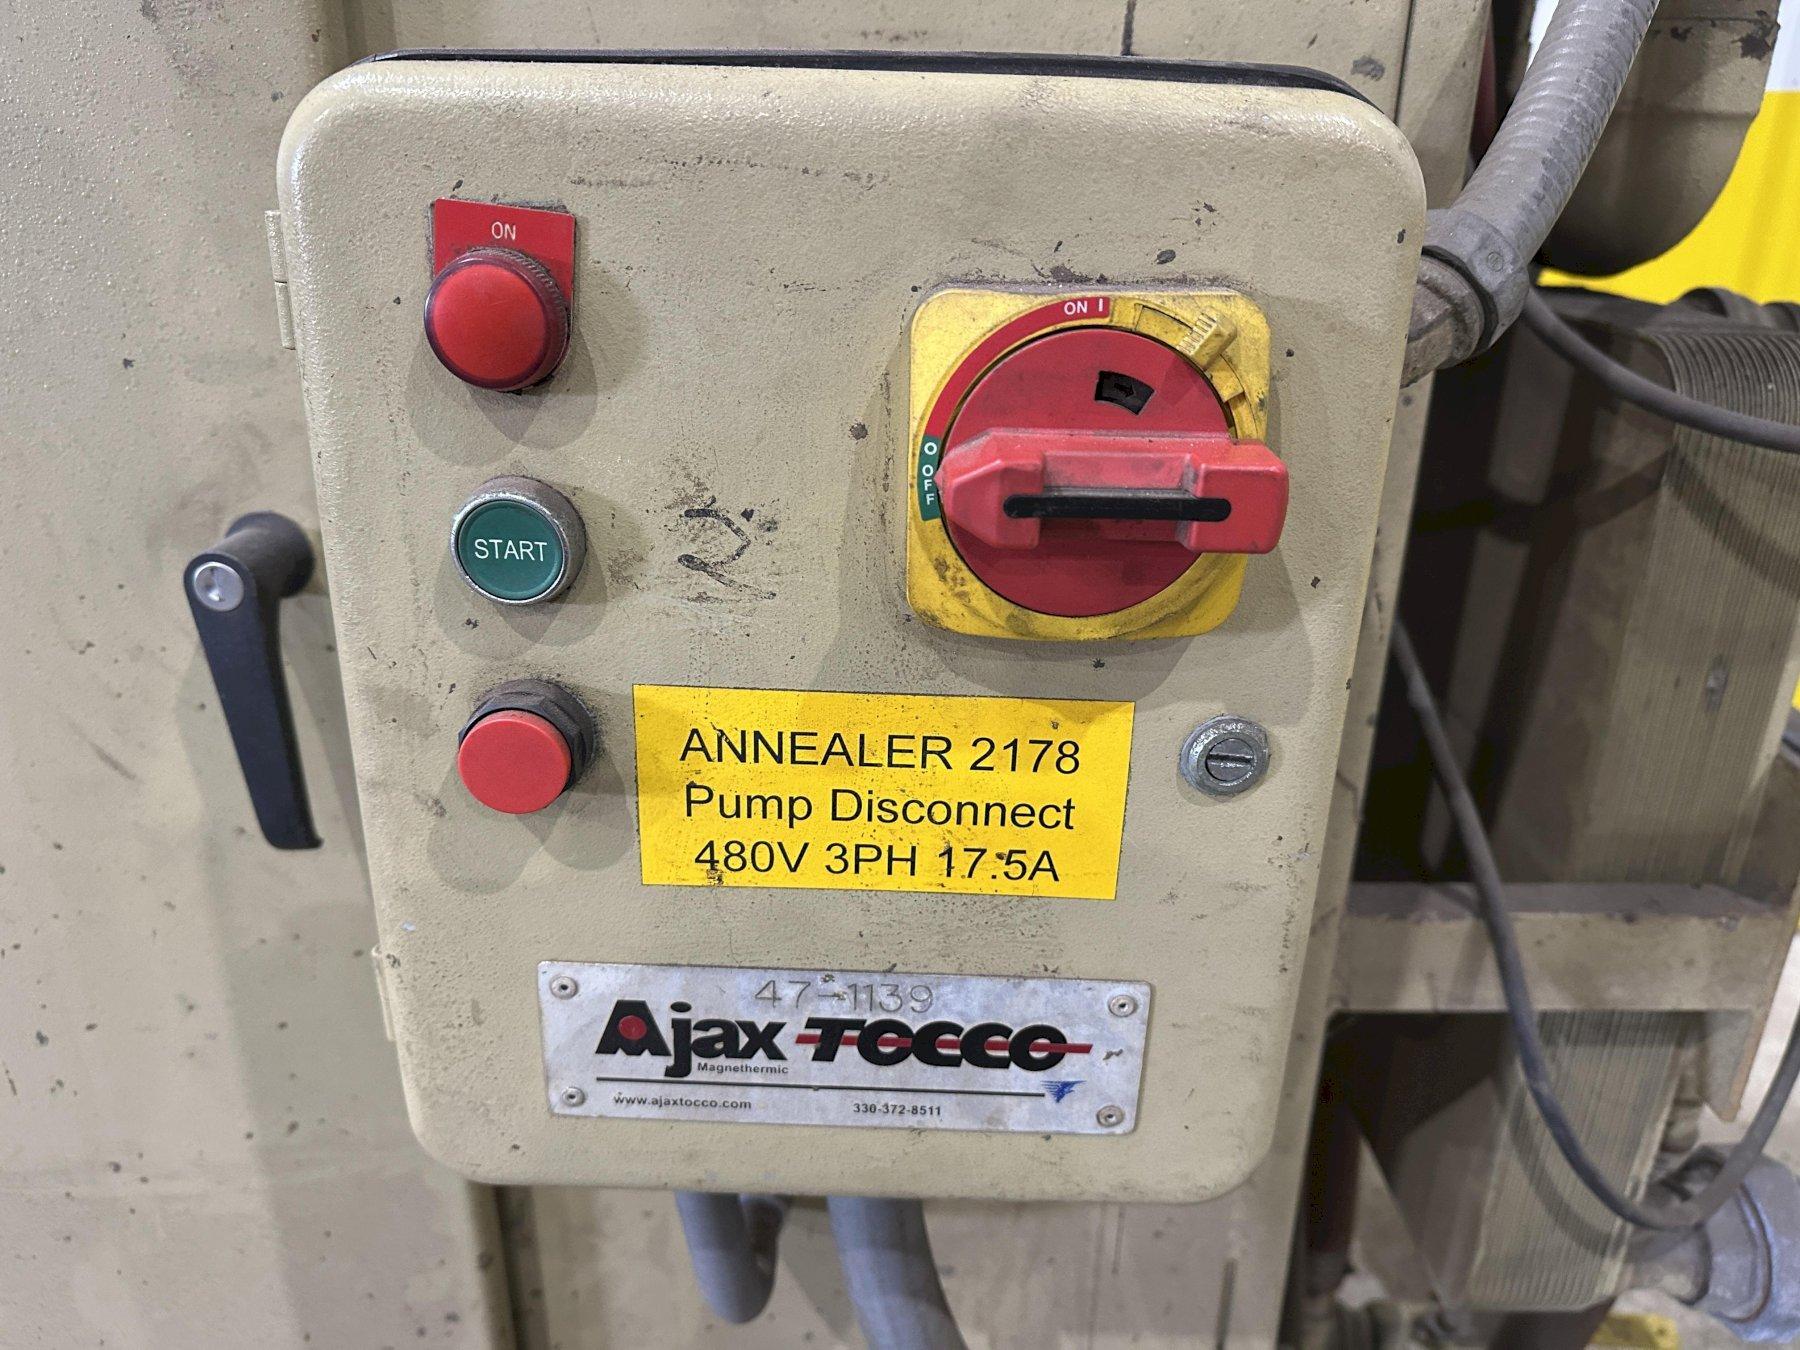 ON
ON I
O OFF
START
ANNEALER 2178
Pump Disconnect
480V 3PH 17.5A
47-1139
Ajax TOCCO
Magnethermic
www.ajaxtocco.com 330-372-8511